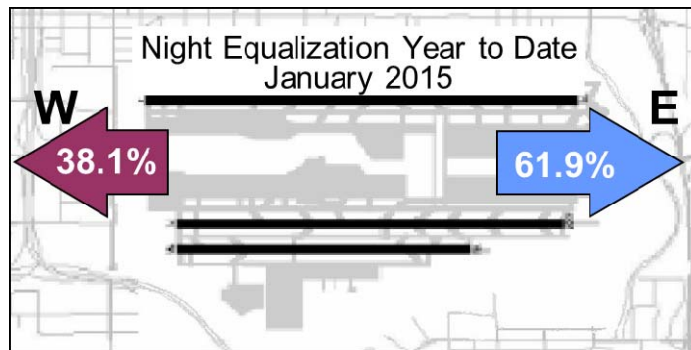 Night Equalization Year to Date
January 2015
W
E
38.1%
61.9%